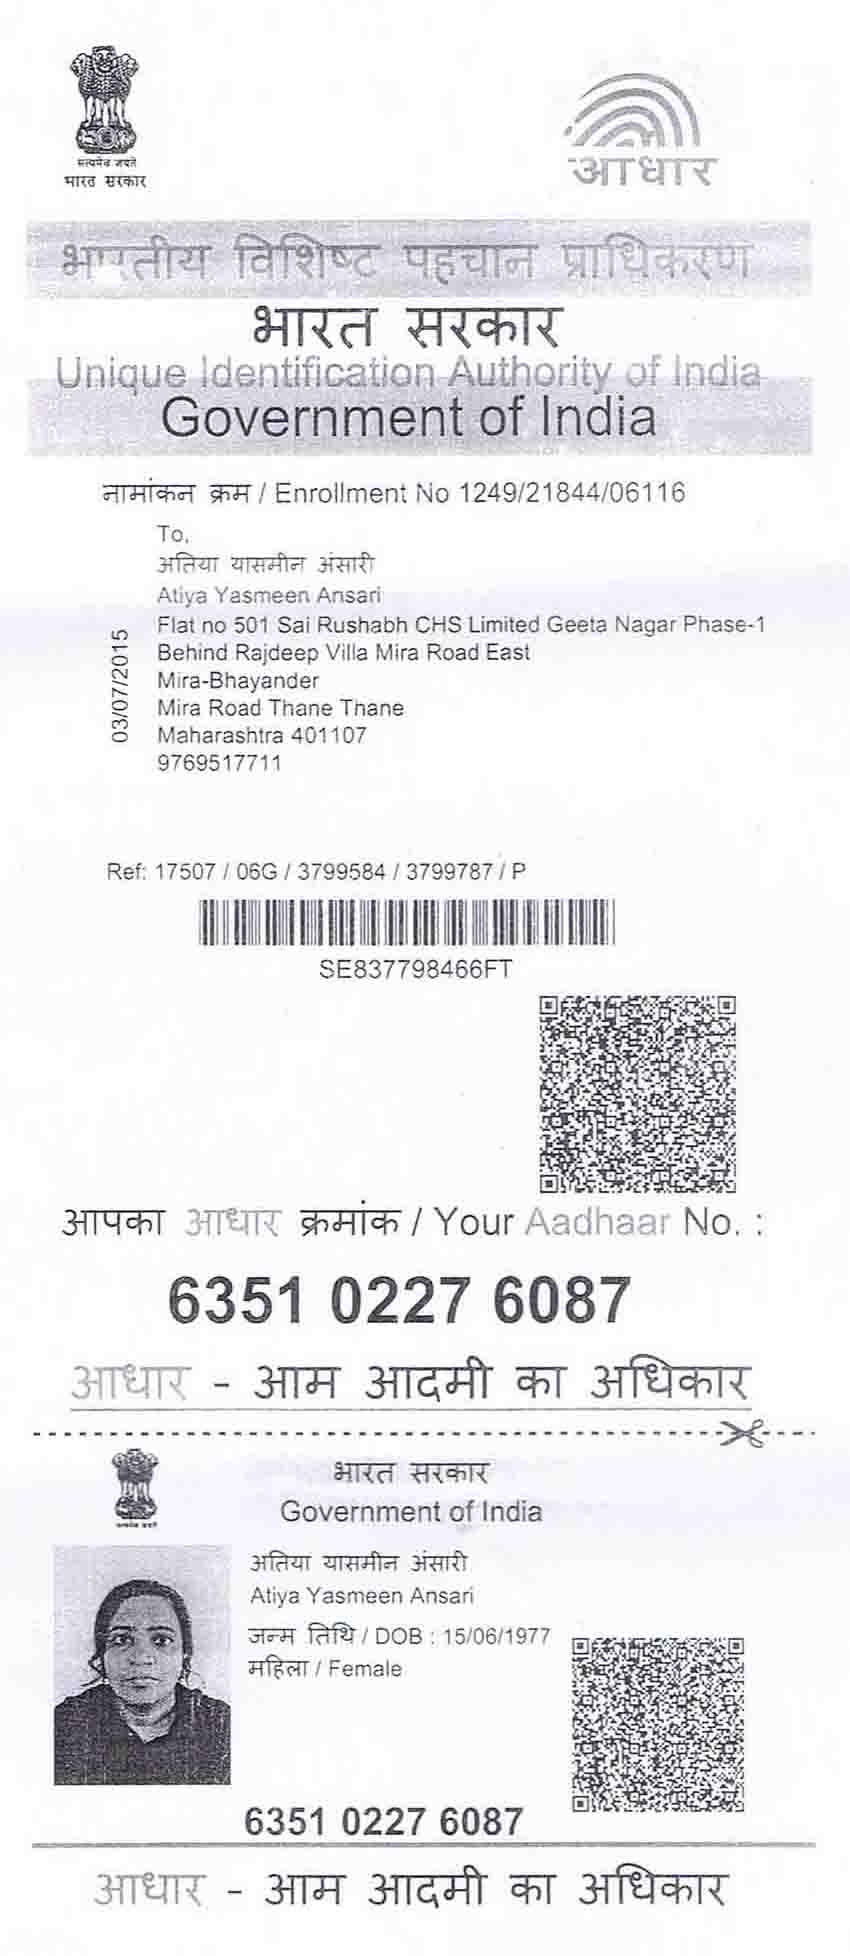 सत्यमेव जयते
भारत सरकार
आधार
भारतीय विशिष्ट पहचान प्राधिकरण
भारत सरकार
Unique Identification Authority of India
Government of India
नामांकन क्रम / Enrollment No 1249/21844/06116
To,
अतिया यासमीन अंसारी
Atiya Yasmeen Ansari
Flat no 501 Sai Rushabh CHS Limited Geeta Nagar Phase-1
Behind Rajdeep Villa Mira Road East
Mira-Bhayander
Mira Road Thane Thane
Maharashtra 401107
9769517711
03/07/2015
Ref: 17507 / 06G / 3799584 / 3799787 / P
SE837798466FT
आपका आधार क्रमांक / Your Aadhaar No. :
6351 0227 6087
आधार - आम आदमी का अधिकार
सत्यमेव जयते
भारत सरकार
Government of India
अतिया यासमीन अंसारी
Atiya Yasmeen Ansari
जन्म तिथि / DOB : 15/06/1977
महिला / Female
6351 0227 6087
आधार - आम आदमी का अधिकार